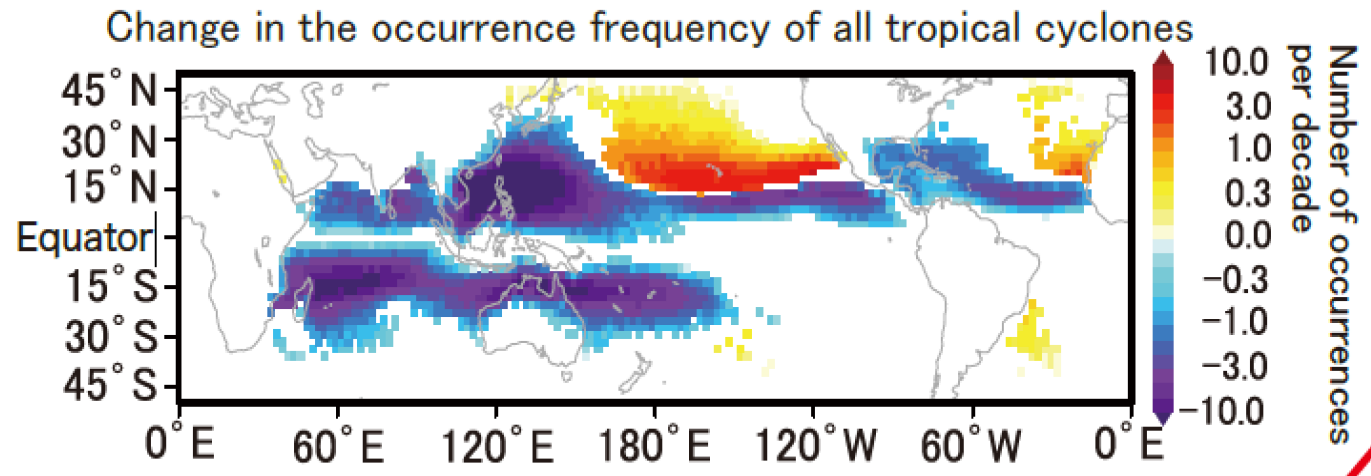 Change in the occurrence frequency of all tropical cyclones
45°N
30°N
15°N
Equator
15°S
30°S
45°S
0°E 60°E 120°E 180°E 120°W 60°W 0°E
10.0
3.0
1.0
0.3
0.0
−0.3
−1.0
−3.0
−10.0
Number of occurrences
per decade